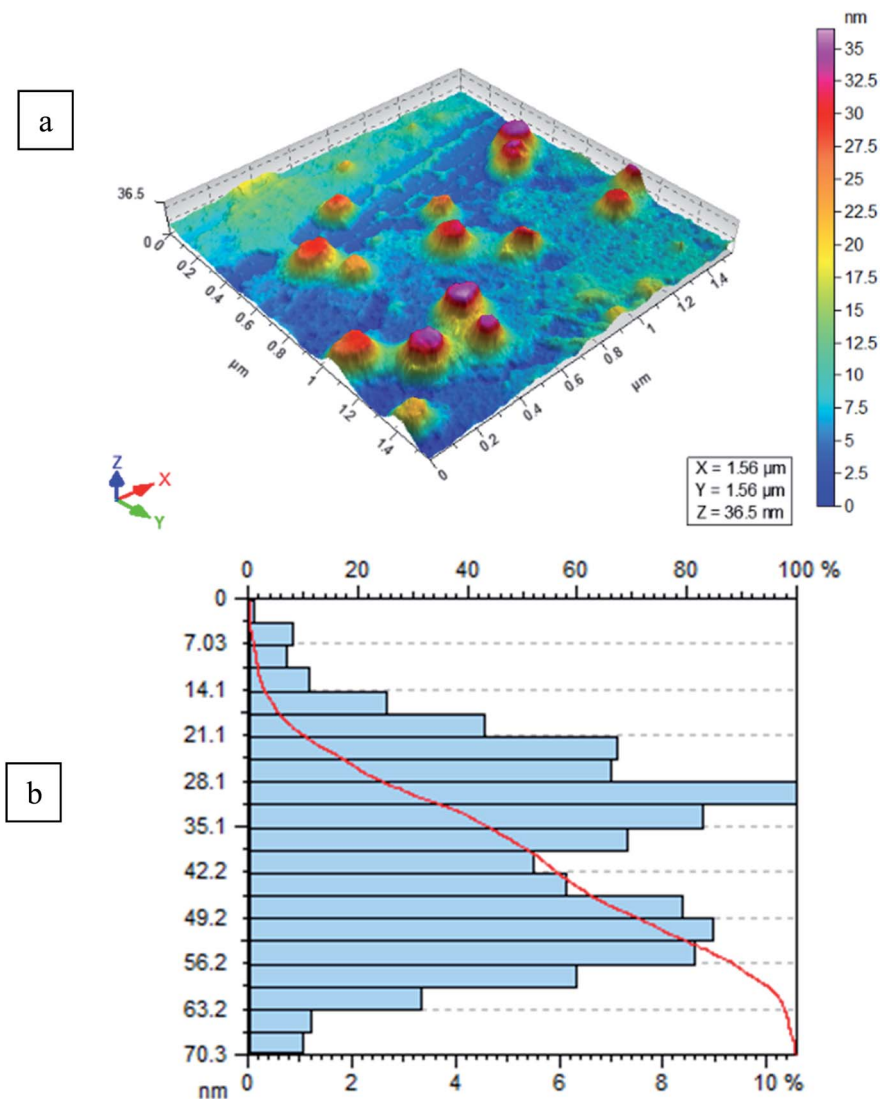 nm
a
35
32.5
30
27.5
25
22.5
20
17.5
15
12.5
10
7.5
5
2.5
0
36.5
0 0.2 0.4 0.6 0.8 1 1.2 1.4
µm
0 0.2 0.4 0.6 0.8 1 1.2 1.4
µm
Z
X
Y
X = 1.56 µm
Y = 1.56 µm
Z = 36.5 nm
0 20 40 60 80 100 %
0
7.03
14.1
21.1
28.1
b
35.1
42.2
49.2
56.2
63.2
70.3
nm 0 2 4 6 8 10 %